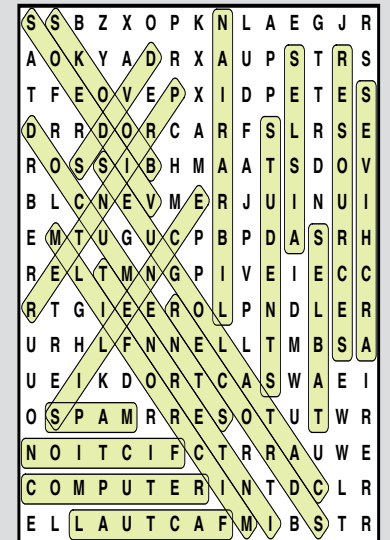 S S B Z X O P K N L A E G J R
A O K Y A D R X A U P S T R S
T F E O V E P X I D P E T E S
D R R D O R C A R F S L R S E
R O S S I B H M A A T S D O V
B L C N E V M E R J U I N U I
E M T U G U C P B P D A S R H
R E L T M N G P I V E I E C C
R T G I E E R O L P N D L E R
U R H L F N N E L L T M B S A
U E I K D O R T C A S W A E I
O S P A M R R E S O T U T W R
N O I T C I F C T R R A U W E
C O M P U T E R I N T D C L R
E L L A U T C A F M I B S T R